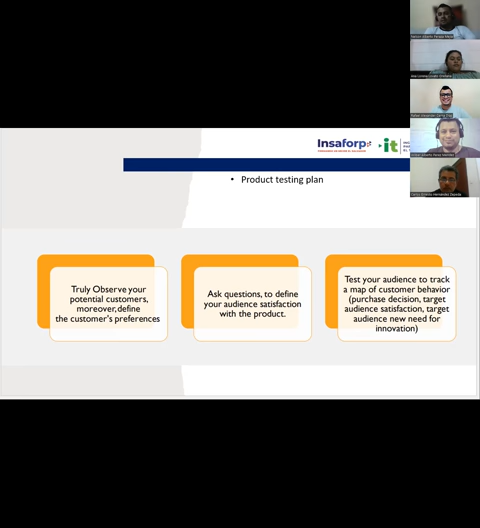 Insaforp
it
• Product testing plan
Truly Observe your
potential customers,
moreover,define
the customer's preferences
Ask questions, to define
your audience satisfaction
with the product.
Test your audience to track
a map of customer behavior
(purchase decision, target
audience satisfaction, target
audience new need for
innovation)